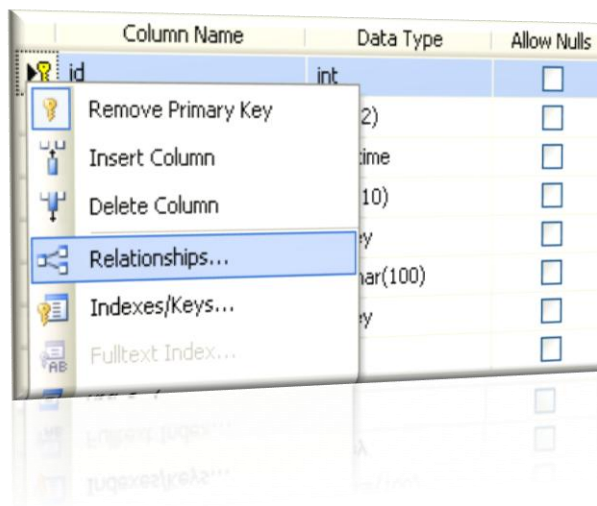 Column Name Data Type Allow Nulls
id int
Remove Primary Key 2)
Insert Column time
Delete Column 10)
ey
Relationships...
har(100)
Indexes/Keys... ey
Fulltext Index...
AB